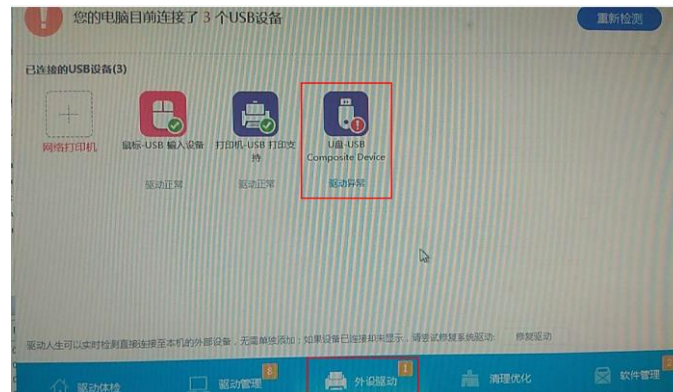 您的电脑目前连接了 3 个USB设备
重新检测
已连接的USB设备(3)
网络打印机
鼠标-USB 输入设备
驱动正常
打印机-USB 打印支
持
驱动正常
U盘-USB
Composite Device
驱动异常
驱动人生可以实时检测直接连接至本机的外部设备，无需单独添加；如果设备已连接却未显示，请尝试修复系统驱动:
修复驱动
驱动体检
驱动管理
8
外设驱动
1
清理优化
软件管理
2